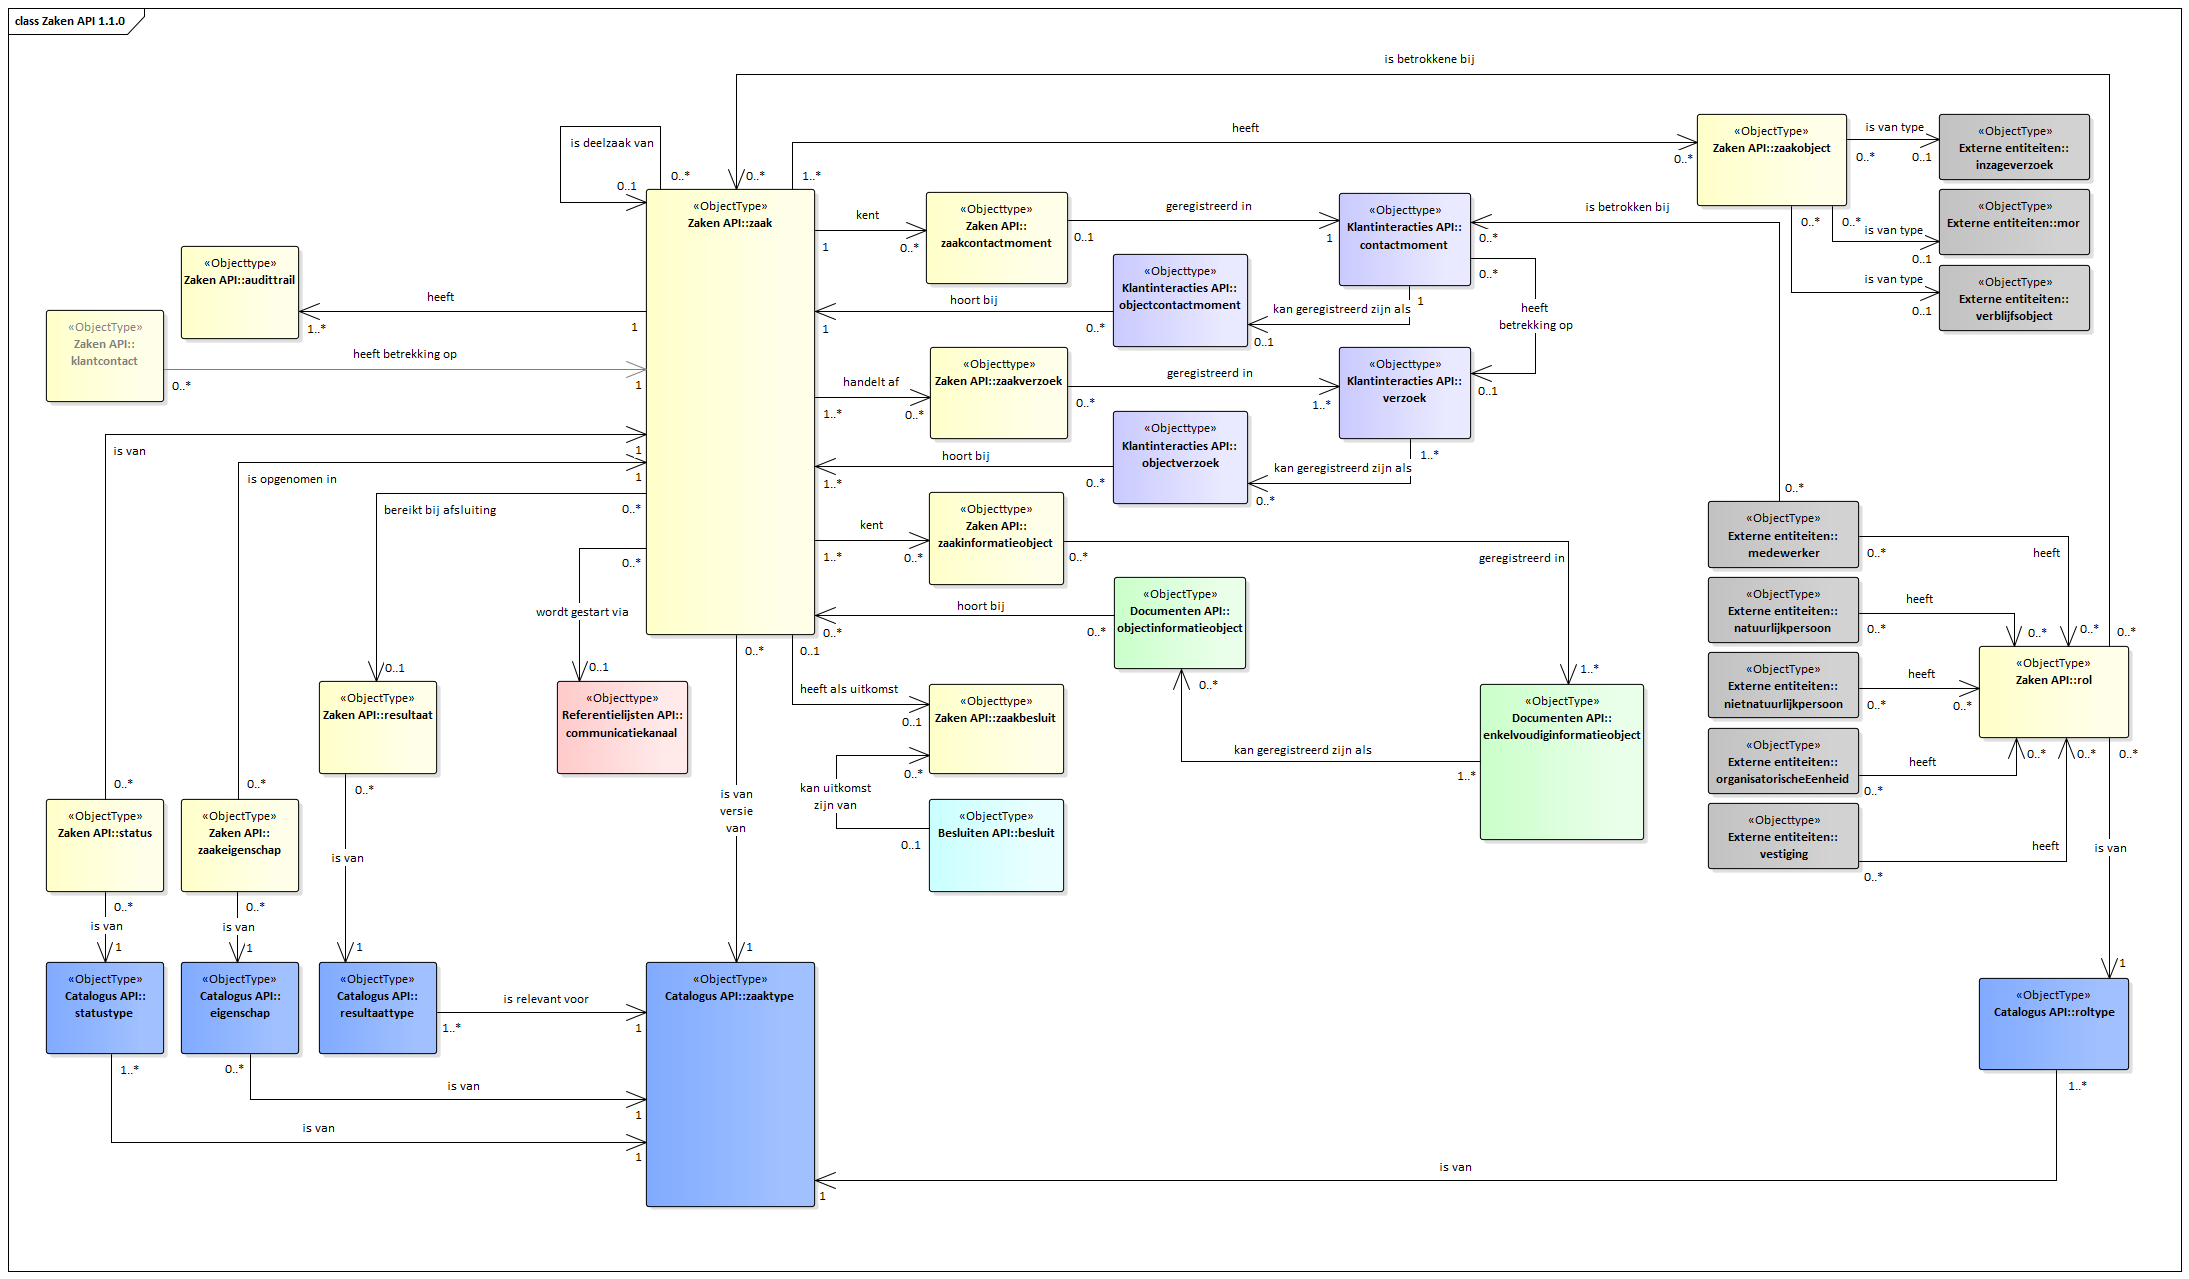 class Zaken API 1.1.0
is betrokkene bij
heeft
0..*
1..*
0..*
is deelzaak van
0..1
0..*
«ObjectType»
Zaken API::zaak
«ObjectType»
Zaken API::zaakobject
is van type
0..*
0..1
«ObjectType»
Externe entiteiten::
inzageverzoek
0..*
0..*
is van type
0..1
«ObjectType»
Externe entiteiten::mor
is van type
0..1
«ObjectType»
Externe entiteiten::
verblijfsobject
kent
1
0..*
«Objecttype»
Zaken API::
zaakcontactmoment
geregistreerd in
0..1
1
«Objecttype»
Klantinteracties API::
contactmoment
is betrokken bij
0..*
0..*
1
heeft
betrekking op
0..1
«Objecttype»
Zaken API::audittrail
heeft
1..*
1
hoort bij
1
0..*
«Objecttype»
Klantinteracties API::
objectcontactmoment
kan geregistreerd zijn als
0..1
«ObjectType»
Zaken API::
klantcontact
heeft betrekking op
0..*
1
handelt af
1..*
0..*
«Objecttype»
Zaken API::zaakverzoek
geregistreerd in
0..*
1..*
«Objecttype»
Klantinteracties API::
verzoek
1..*
is van
1
is opgenomen in
1
hoort bij
1..*
0..*
«Objecttype»
Klantinteracties API::
objectverzoek
kan geregistreerd zijn als
0..*
bereikt bij afsluiting
0..*
kent
1..*
0..*
«Objecttype»
Zaken API::
zaakinformatieobject
0..*
geregistreerd in
1..*
0..*
«ObjectType»
Externe entiteiten::
medewerker
0..*
heeft
0..*
0..*
wordt gestart via
0..1
hoort bij
0..*
0..*
«ObjectType»
Documenten API::
objectinformatieobject
0..*
«ObjectType»
Externe entiteiten::
natuurlijkpersoon
heeft
0..*
0..*
0..*
0..*
0..1
0..1
«ObjectType»
Zaken API::resultaat
0..*
«Objecttype»
Referentielijsten API::
communicatiekanaal
heeft als uitkomst
0..1
«Objecttype»
Zaken API::zaakbesluit
«ObjectType»
Documenten API::
enkelvoudiginformatieobject
kan geregistreerd zijn als
1..*
«ObjectType»
Externe entiteiten::
nietnatuurlijkpersoon
heeft
0..*
0..*
«ObjectType»
Zaken API::rol
«ObjectType»
Externe entiteiten::
organisatorischeEenheid
heeft
0..*
0..*
0..*
0..*
0..*
0..*
is van
versie
van
0..*
kan uitkomst
zijn van
0..1
«ObjectType»
Besluiten API::besluit
«Objecttype»
Externe entiteiten::
vestiging
heeft
0..*
is van
«ObjectType»
Zaken API::status
«ObjectType»
Zaken API::
zaakeigenschap
is van
0..*
is van
1
0..*
is van
1
1
1
1
«ObjectType»
Catalogus API::
statustype
«ObjectType»
Catalogus API::
eigenschap
«ObjectType»
Catalogus API::
resultaattype
is relevant voor
1..*
1
«ObjectType»
Catalogus API::zaaktype
«ObjectType»
Catalogus API::roltype
1..*
0..*
is van
1
is van
1
1..*
is van
1